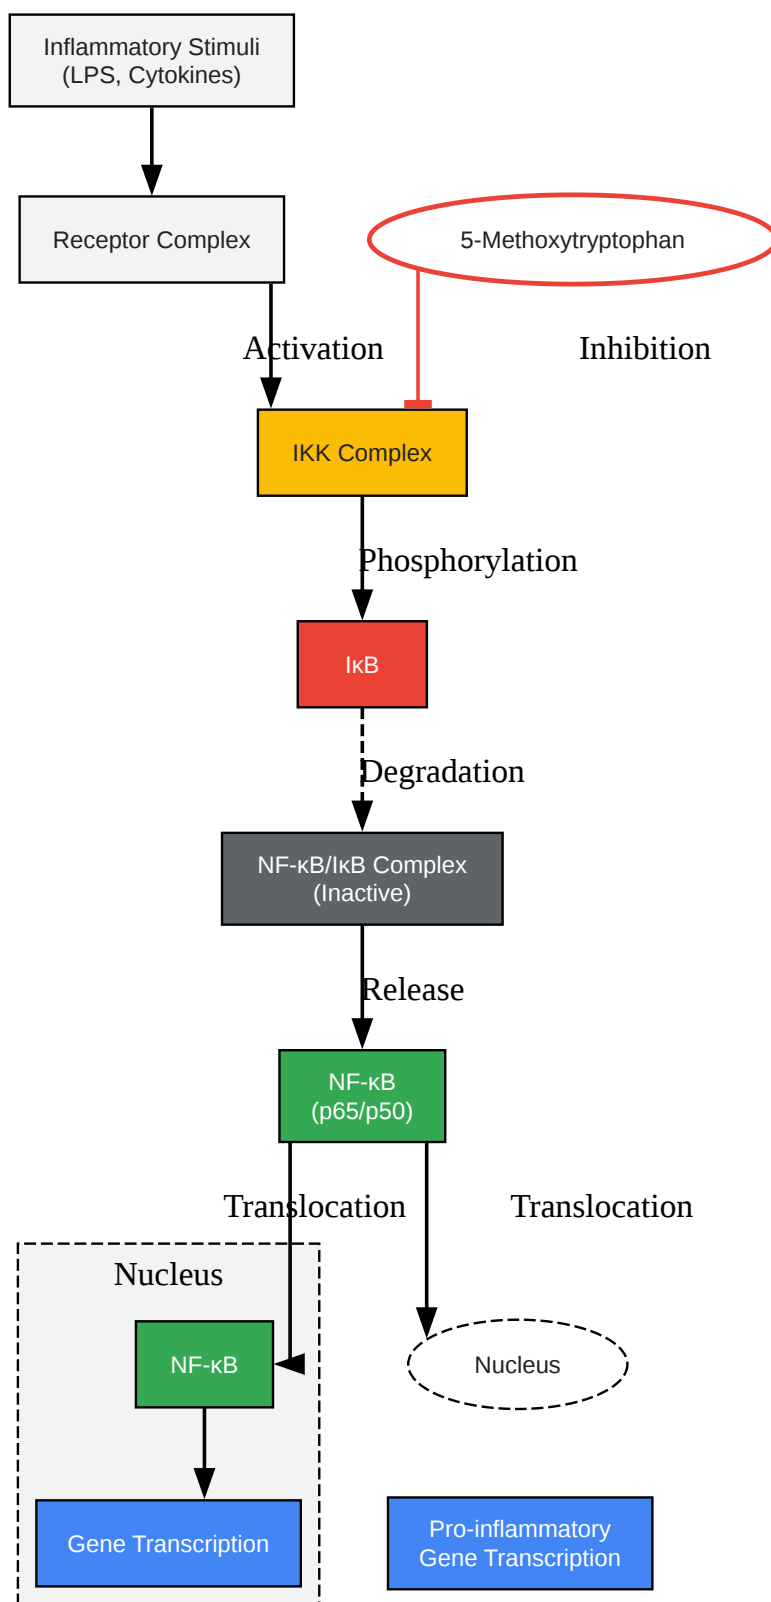 Inflammatory Stimuli
(LPS, Cytokines)
Receptor Complex
5-Methoxytryptophan
Activation
Inhibition
IKK Complex
Phosphorylation
IκB
Degradation
NF-κB/IκB Complex
(Inactive)
Release
NF-κB
(p65/p50)
Translocation
Translocation
Nucleus
NF-κB
Nucleus
Gene Transcription
Pro-inflammatory
Gene Transcription